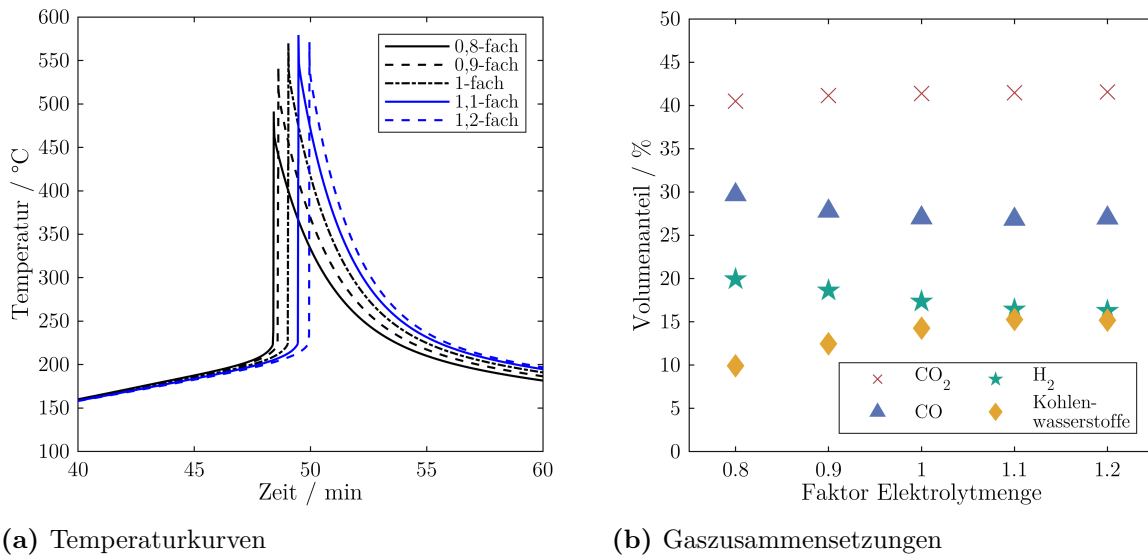 600
550
500
450
400
350
300
250
200
150
100
40
45
50
55
60
Temperatur / °C
Zeit / min
0,8-fach
0,9-fach
1-fach
1,1-fach
1,2-fach
(a) Temperaturkurven
50
45
40
35
30
25
20
15
10
5
0
0.8
0.9
1
1.1
1.2
Volumenanteil / %
Faktor Elektrolytmenge
CO₂
CO
H₂
Kohlen-
wasserstoffe
(b) Gaszusammensetzungen